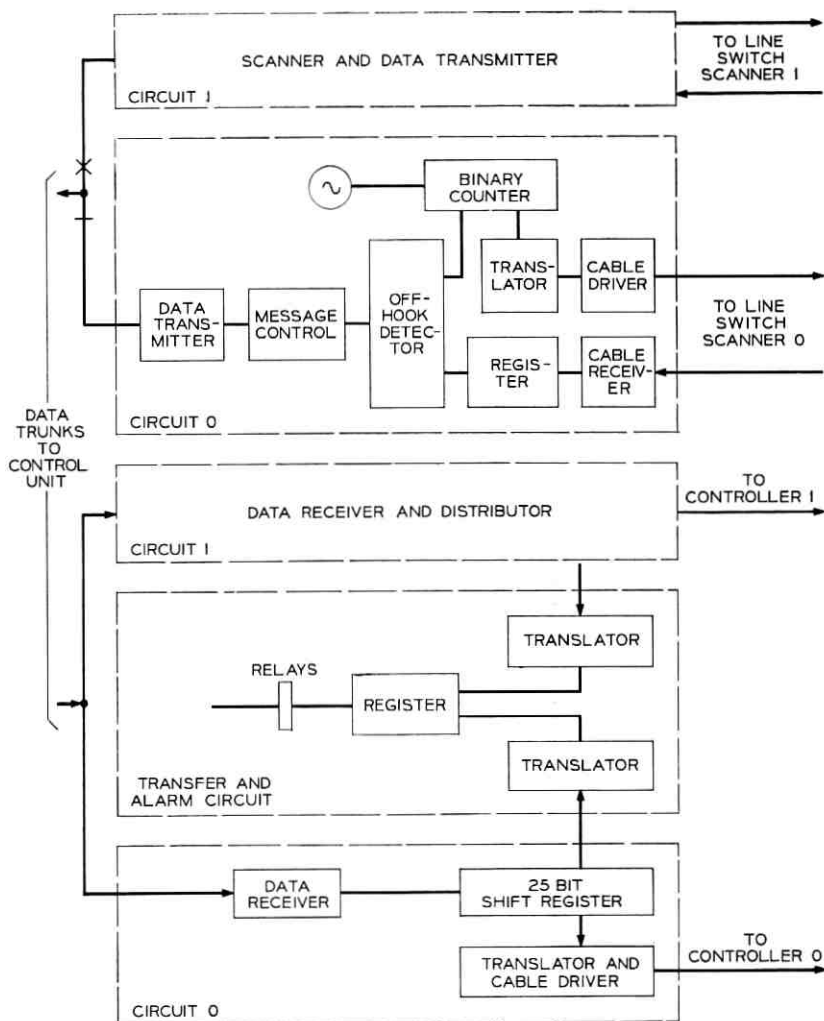 SCANNER AND DATA TRANSMITTER
CIRCUIT 1
TO LINE
SWITCH
SCANNER 1
BINARY
COUNTER
TRANS-
LATOR
CABLE
DRIVER
OFF-
HOOK
DETEC-
TOR
DATA
TRANS-
MITTER
MESSAGE
CONTROL
REGIS-
TER
CABLE
RECEIV-
ER
CIRCUIT 0
TO LINE
SWITCH
SCANNER 0
DATA
TRUNKS
TO
CONTROL
UNIT
DATA RECEIVER AND DISTRIBUTOR
CIRCUIT 1
TO
CONTROLLER 1
TRANSLATOR
RELAYS
REGISTER
TRANSLATOR
TRANSFER AND
ALARM CIRCUIT
DATA
RECEIVER
25 BIT
SHIFT REGISTER
TRANSLATOR AND
CABLE DRIVER
CIRCUIT 0
TO
CONTROLLER 0